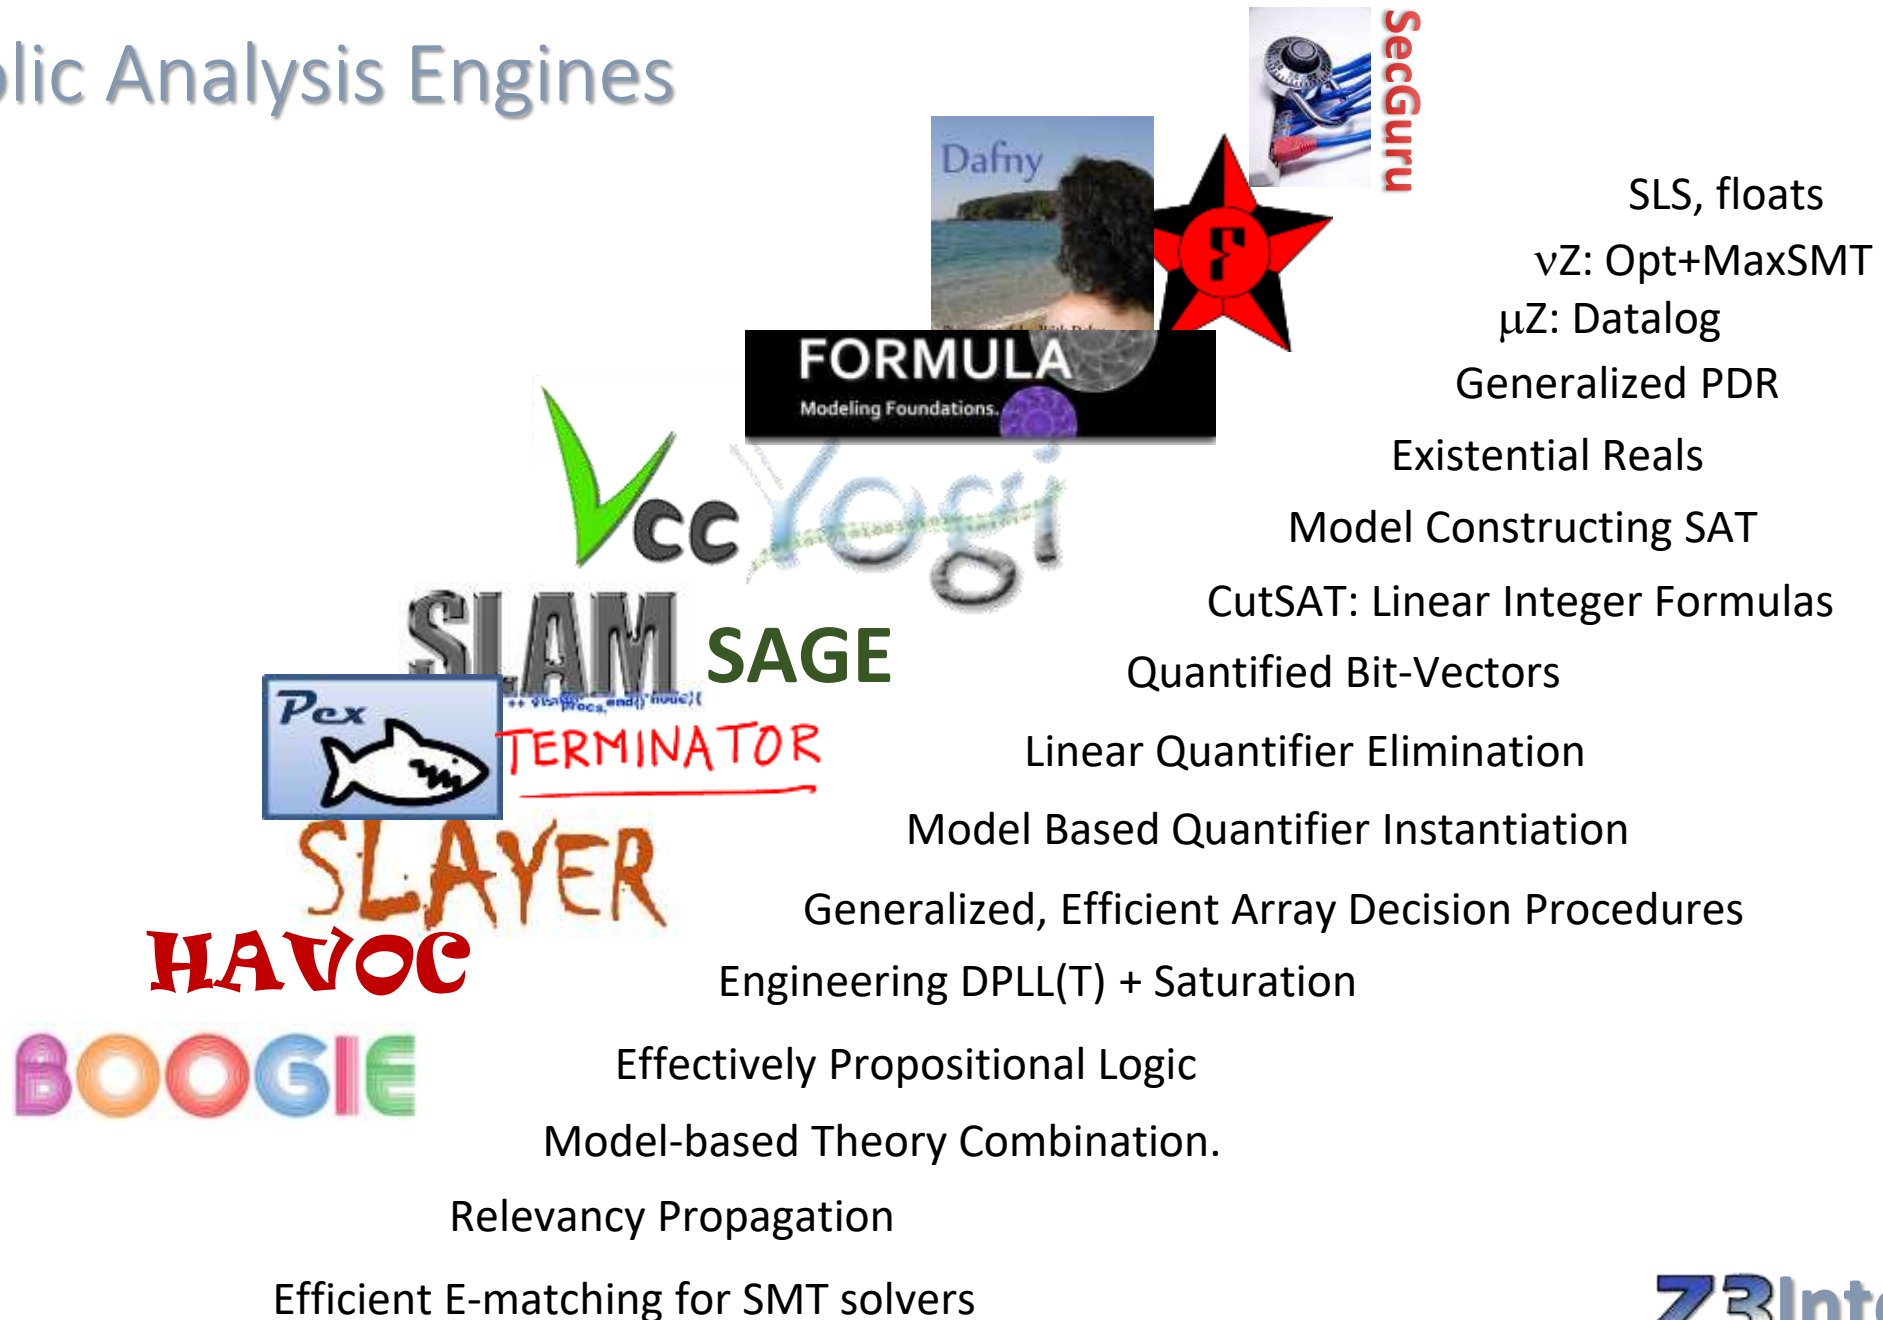 lic Analysis Engines
SecGuru
Dafny
SLS, floats
F
νZ: Opt+MaxSMT
μZ: Datalog
FORMULA
Modeling Foundations.
Generalized PDR
Existential Reals
Vcc
Yogi
Model Constructing SAT
CutSAT: Linear Integer Formulas
SLAM
SAGE
Quantified Bit-Vectors
Pex
TERMINATOR
Linear Quantifier Elimination
Model Based Quantifier Instantiation
SLAYER
Generalized, Efficient Array Decision Procedures
HAVOC
Engineering DPLL(T) + Saturation
BOOGIE
Effectively Propositional Logic
Model-based Theory Combination.
Relevancy Propagation
Efficient E-matching for SMT solvers
Z3